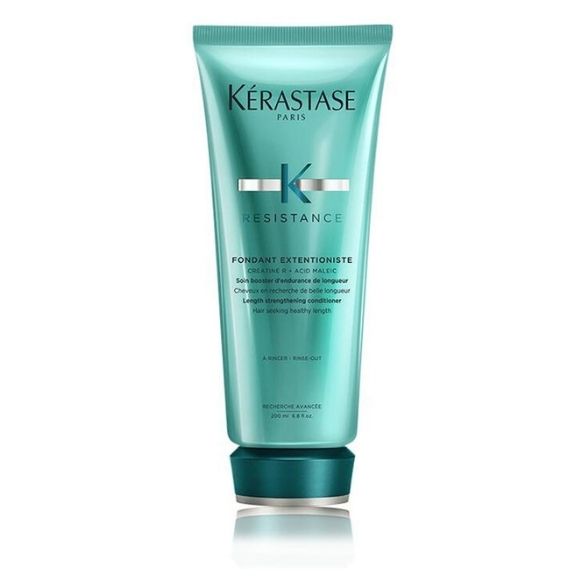 KÉRASTASE
PARIS
K
RESISTANCE
FONDANT EXTENTIONISTE
CREATINE R + ACID MALEIC
Soin booster d'endurance de longueur
Cheveux en recherche de belle longueur
Length strengthening conditioner
Hair seeking healthy length
À RINCER - RINSE-OUT
RECHERCHE AVANCÉE
200 ml 6.8 fl.oz.